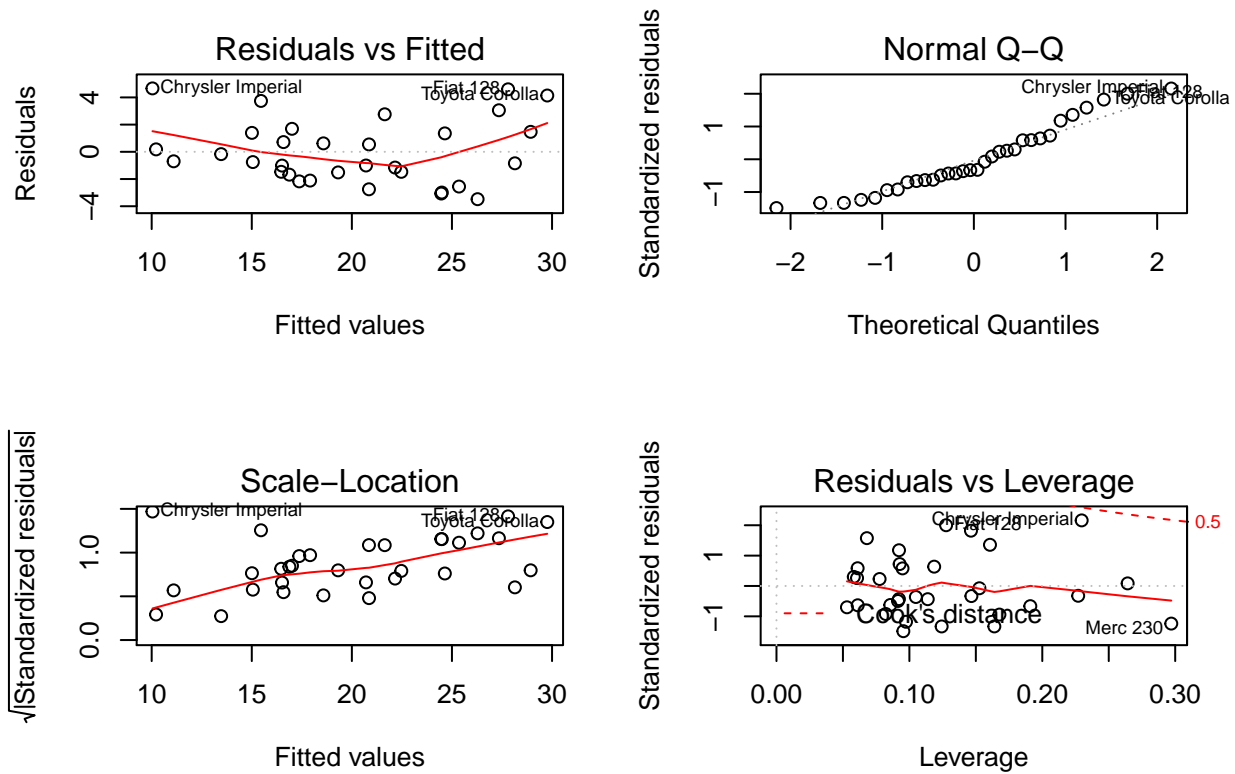 Residuals vs Fitted
Residuals
4
0
−4
Chrysler Imperial
Fiat 128
Toyota Corolla
10 15 20 25 30
Fitted values
Normal Q−Q
Standardized residuals
1
−1
Chrysler Imperial
Fiat 128
Toyota Corolla
−2 −1 0 1 2
Theoretical Quantiles
Scale−Location
√|Standardized residuals|
1.0
0.0
Chrysler Imperial
Fiat 128
Toyota Corolla
10 15 20 25 30
Fitted values
Residuals vs Leverage
Standardized residuals
1
−1
Chrysler Imperial
Fiat 128
0.5
Cook's distance
Merc 230
0.00 0.10 0.20 0.30
Leverage